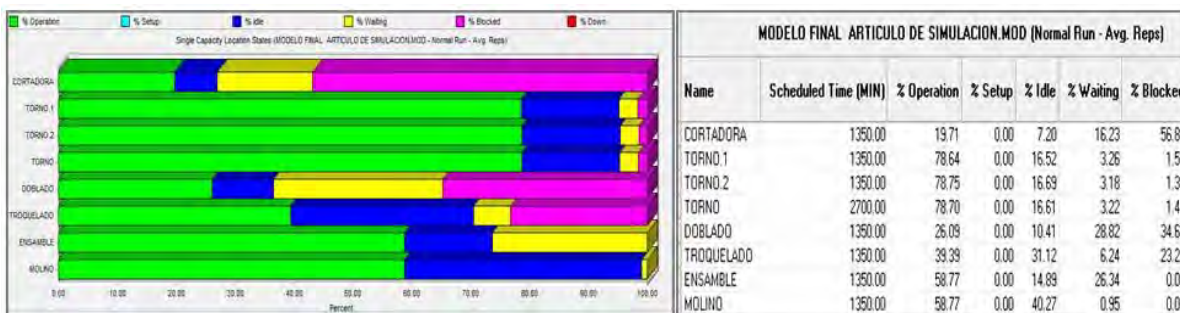 % Operation % Setup % Idle % Waiting % Blocked % Down
Single Capacity Location States (MODELO FINAL ARTICULO DE SIMULACION.MOD - Normal Run - Avg. Reps)
CORTADORA
TORNO.1
TORNO.2
TORNO
DOBLADO
TROQUELADO
ENSAMBLE
MOLINO
0.00 10.00 20.00 30.00 40.00 50.00 60.00 70.00 80.00 90.00 100.00
Percent
MODELO FINAL ARTICULO DE SIMULACION.MOD (Normal Run - Avg. Reps)
Name Scheduled Time (MIN) % Operation % Setup % Idle % Waiting % Blocked
CORTADORA 1350.00 19.71 0.00 7.20 16.23 56.8
TORNO.1 1350.00 78.64 0.00 16.52 3.26 1.5
TORNO.2 1350.00 78.75 0.00 16.69 3.18 1.3
TORNO 2700.00 78.70 0.00 16.61 3.22 1.4
DOBLADO 1350.00 26.09 0.00 10.41 28.82 34.6
TROQUELADO 1350.00 39.39 0.00 31.12 6.24 23.2
ENSAMBLE 1350.00 58.77 0.00 14.89 26.34 0.0
MOLINO 1350.00 58.77 0.00 40.27 0.95 0.0